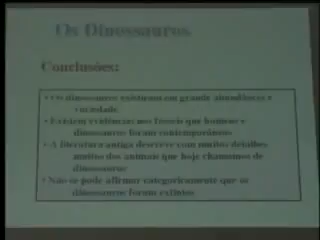 Os Dinossauros
Conclusões:
• Os dinossauros existiram em grande abundância e
variedade
• Existem evidências nos fósseis que homens e
dinossauros foram contemporâneos
• A literatura antiga descreve com muitos detalhes
muitos dos animais que hoje chamamos de
dinossauros
• Não se pode afirmar categoricamente que os
dinossauros foram extintos